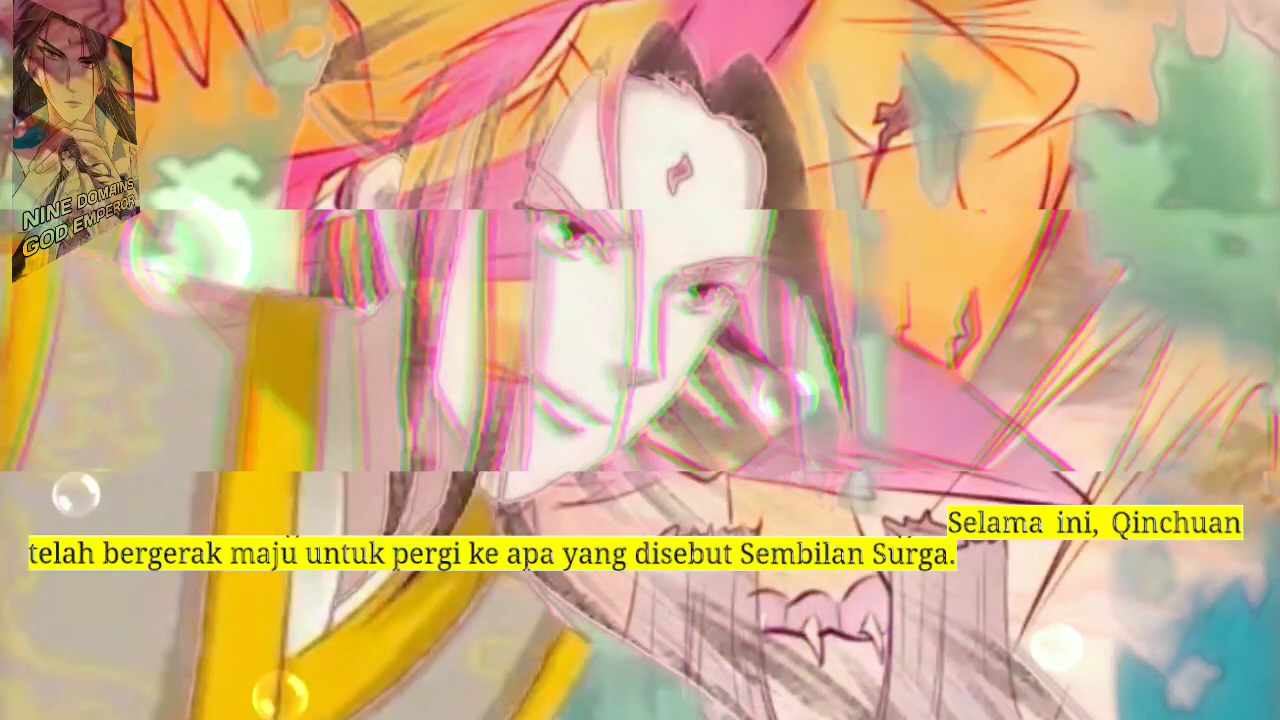 NINE DOMAINS
GOD EMPEROR
Selama ini, Qinchuan
telah bergerak maju untuk pergi ke apa yang disebut Sembilan Surga.